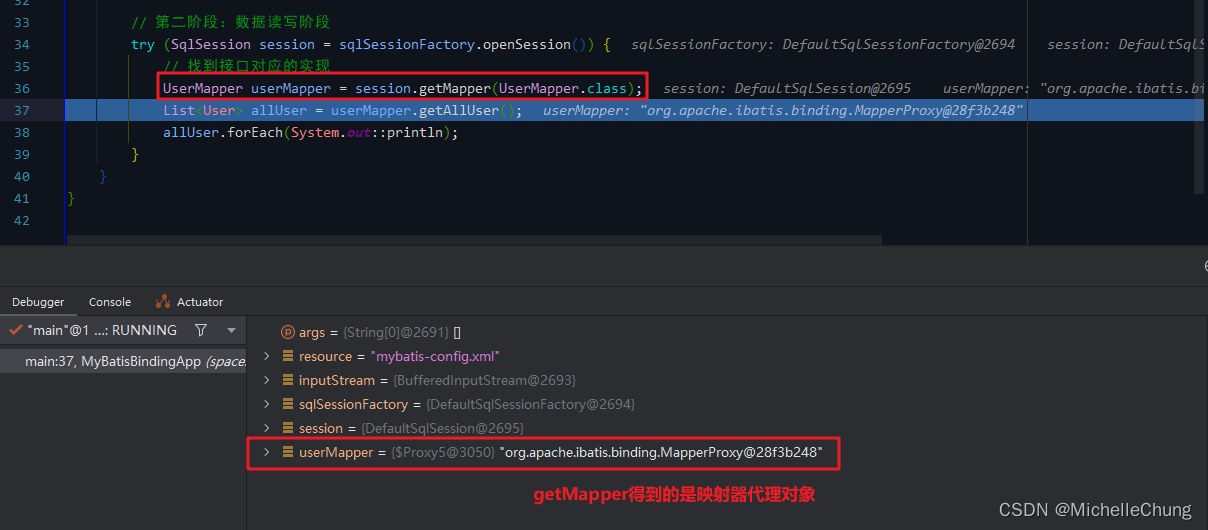 32
33 // 第二阶段：数据读写阶段
34 try (SqlSession session = sqlSessionFactory.openSession()) { sqlSessionFactory: DefaultSqlSessionFactory@2694 session: DefaultSqlS
35 // 找到接口对应的实现
36 UserMapper userMapper = session.getMapper(UserMapper.class); session: DefaultSqlSession@2695 userMapper: "org.apache.ibatis.bi
37 List<User> allUser = userMapper.getAllUser(); userMapper: "org.apache.ibatis.binding.MapperProxy@28f3b248"
38 allUser.forEach(System.out::println);
39 }
40 }
41 }
42
Debugger Console Actuator
"main"@1 ...: RUNNING
main:37, MyBatisBindingApp (space.
args = {String[0]@2691} []
resource = "mybatis-config.xml"
inputStream = {BufferedInputStream@2693}
sqlSessionFactory = {DefaultSqlSessionFactory@2694}
session = {DefaultSqlSession@2695}
userMapper = {$Proxy5@3050} "org.apache.ibatis.binding.MapperProxy@28f3b248"
getMapper得到的是映射器代理对象
CSDN @MichelleChung